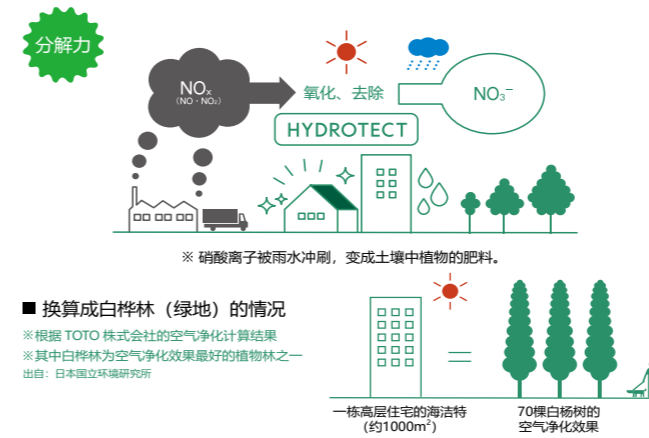 分解力
NOx
（NO・NO₂）
氧化、去除
NO₃⁻
HYDROTECT
※ 硝酸离子被雨水冲刷，变成土壤中植物的肥料。
■ 换算成白桦林（绿地）的情况
※根据 TOTO 株式会社的空气净化计算结果
※其中白桦林为空气净化效果最好的植物林之一
出自：日本国立环境研究所
=
一栋高层住宅的海洁特
（约1000m²）
70棵白杨树的
空气净化效果